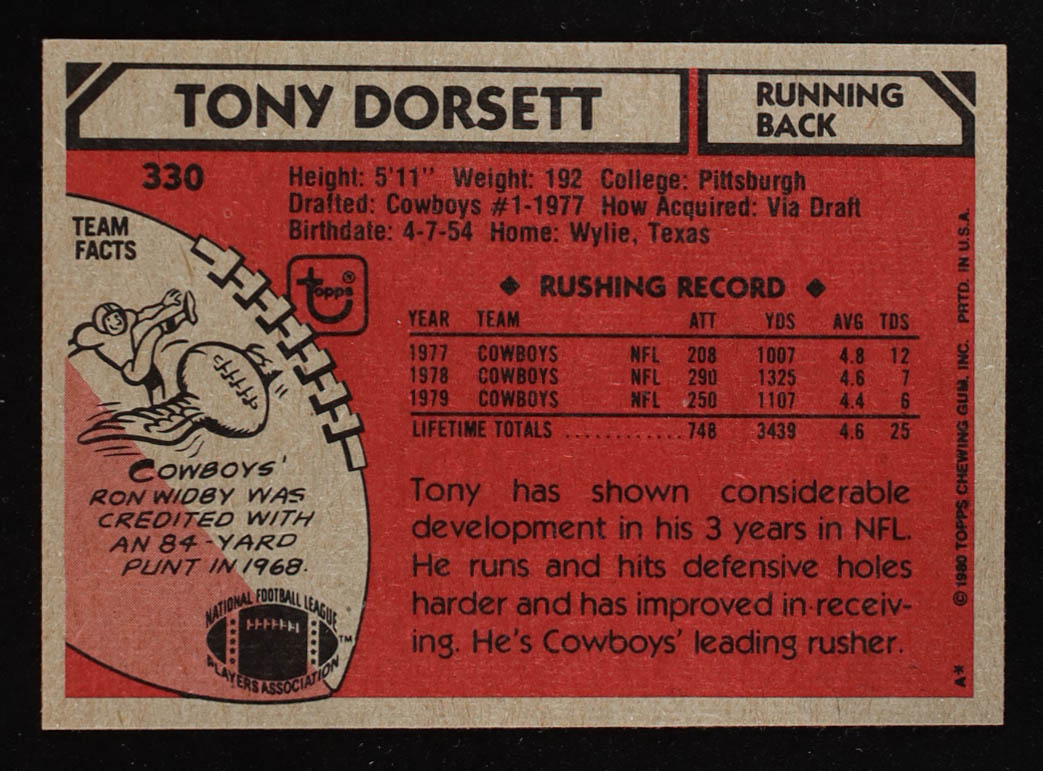 TONY DORSETT
RUNNING
BACK
330
Height: 5'11" Weight: 192 College: Pittsburgh
Drafted: Cowboys #1-1977 How Acquired: Via Draft
Birthdate: 4-7-54 Home: Wylie, Texas
TEAM
FACTS
Topps®
◆ RUSHING RECORD ◆
YEAR TEAM ATT YDS AVG TDS
1977 COWBOYS NFL 208 1007 4.8 12
1978 COWBOYS NFL 290 1325 4.6 7
1979 COWBOYS NFL 250 1107 4.4 6
LIFETIME TOTALS ............ 748 3439 4.6 25
COWBOYS'
RON WIDBY WAS
CREDITED WITH
AN 84-YARD
PUNT IN 1968.
NATIONAL FOOTBALL LEAGUE
PLAYERS ASSOCIATION
TM
Tony has shown considerable
development in his 3 years in NFL.
He runs and hits defensive holes
harder and has improved in receiv-
ing. He's Cowboys' leading rusher.
A* © 1980 TOPPS CHEWING GUM, INC. PRTD. IN U.S.A.